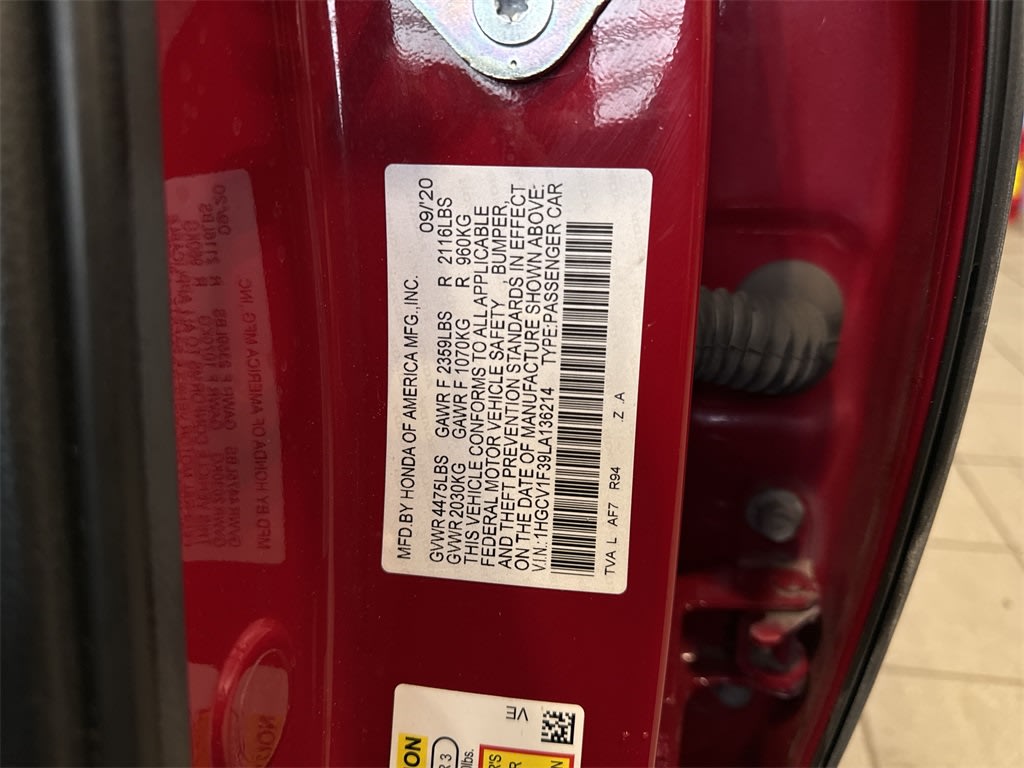 MFD.BY HONDA OF AMERICA MFG.,INC. 09/'20
GVWR4475LBS GAWR F 2359LBS R 2116LBS
GVWR2030KG GAWR F 1070KG R 960KG
THIS VEHICLE CONFORMS TO ALL APPLICABLE
FEDERAL MOTOR VEHICLE SAFETY , BUMPER,
AND THEFT PREVENTION STANDARDS IN EFFECT
ON THE DATE OF MANUFACTURE SHOWN ABOVE.
V.I.N.:1HGCV1F39LA136214 TYPE:PASSENGER CAR
TVA L AF7 R94 .Z A
VE